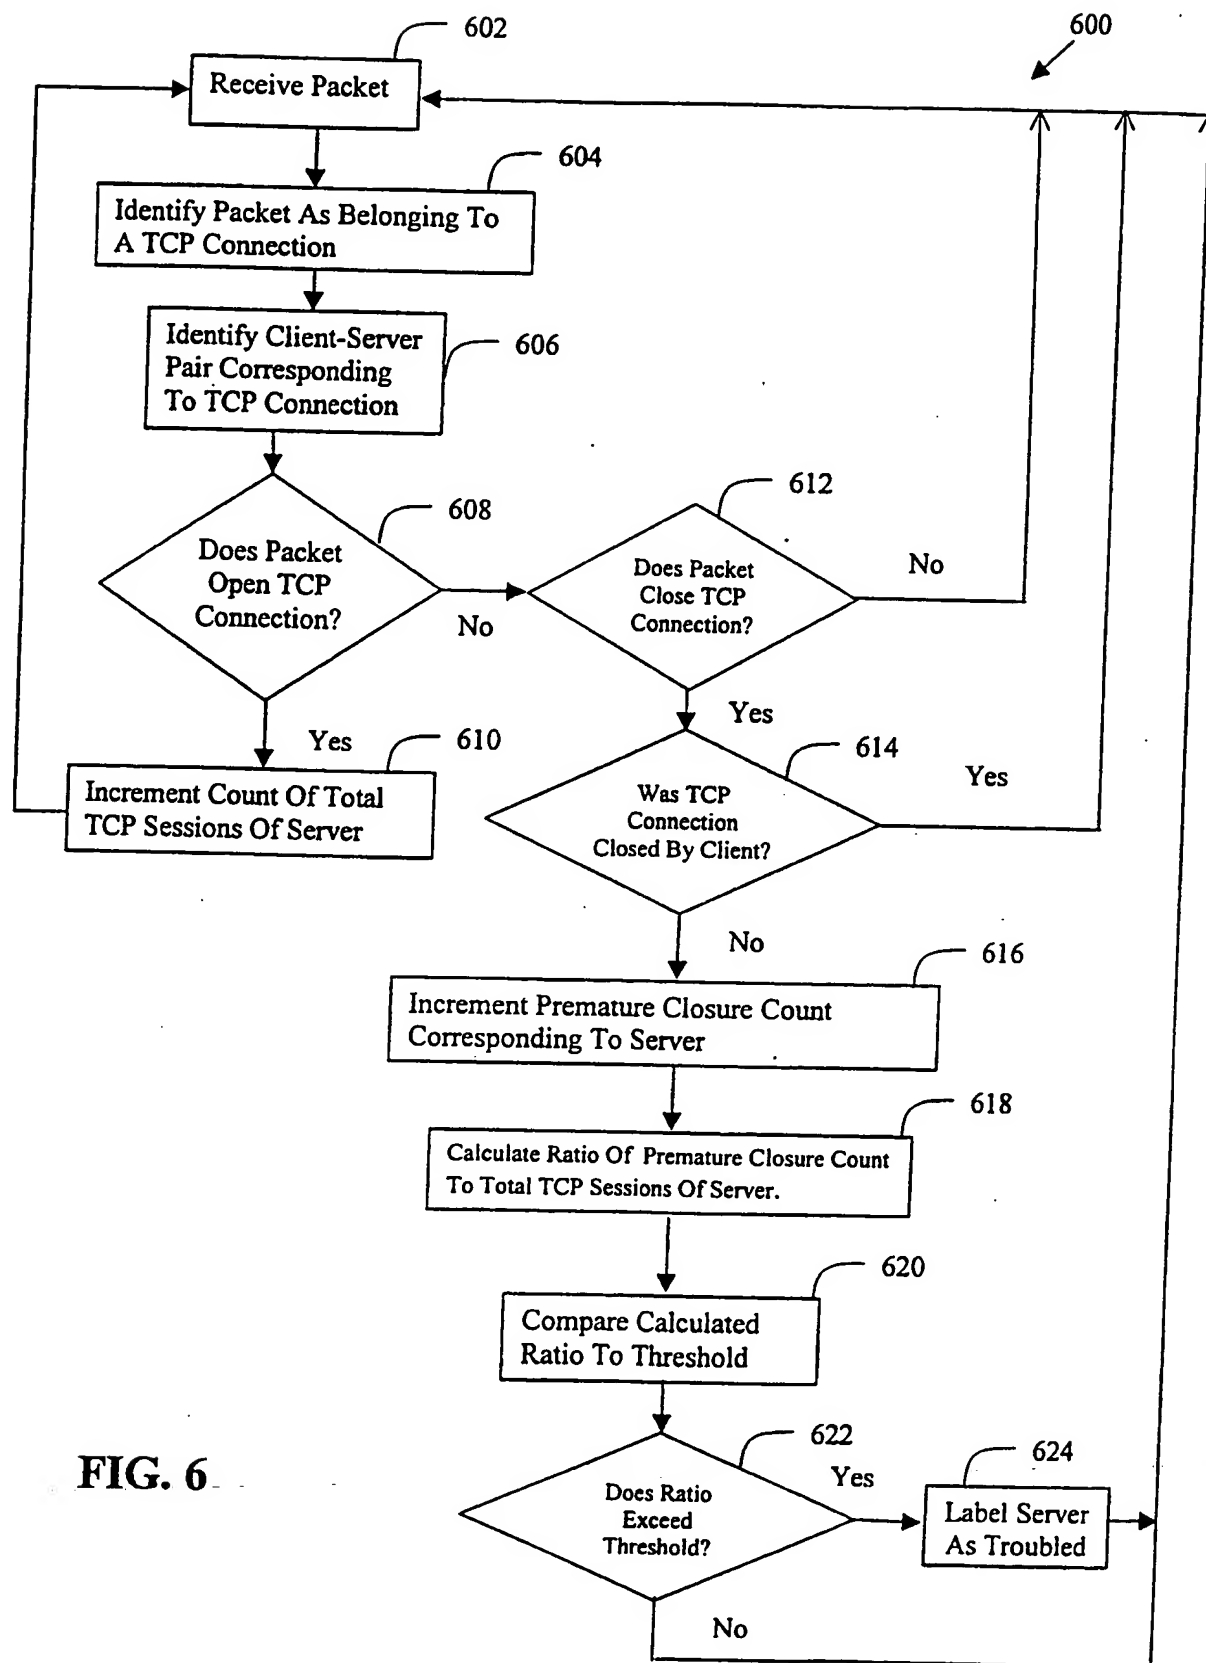 602
600
Receive Packet
604
Identify Packet As Belonging To
A TCP Connection
606
Identify Client-Server
Pair Corresponding
To TCP Connection
608
Does Packet
Open TCP
Connection?
No
612
Does Packet
Close TCP
Connection?
No
Yes
610
Increment Count Of Total
TCP Sessions Of Server
Yes
614
Was TCP
Connection
Closed By Client?
Yes
No
616
Increment Premature Closure Count
Corresponding To Server
618
Calculate Ratio Of Premature Closure Count
To Total TCP Sessions Of Server.
620
Compare Calculated
Ratio To Threshold
622
Does Ratio
Exceed
Threshold?
Yes
624
Label Server
As Troubled
No
FIG. 6